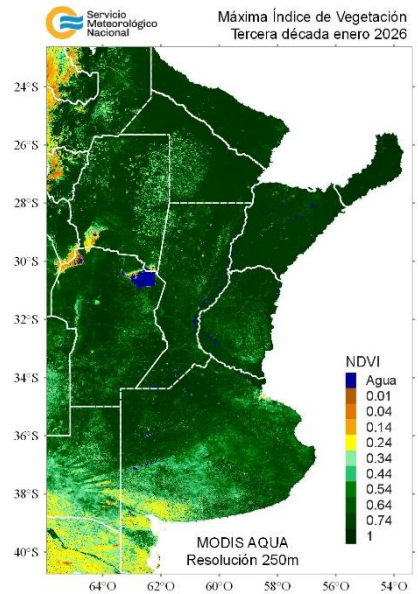 Servicio
Meteorológico
Nacional
Máxima Índice de Vegetación
Tercera década enero 2026
24°S
26°S
28°S
30°S
32°S
34°S
36°S
38°S
40°S
NDVI
Agua
0.01
0.04
0.14
0.24
0.34
0.44
0.54
0.64
0.74
1
MODIS AQUA
Resolución 250m
64°O
62°O
60°O
58°O
56°O
54°O